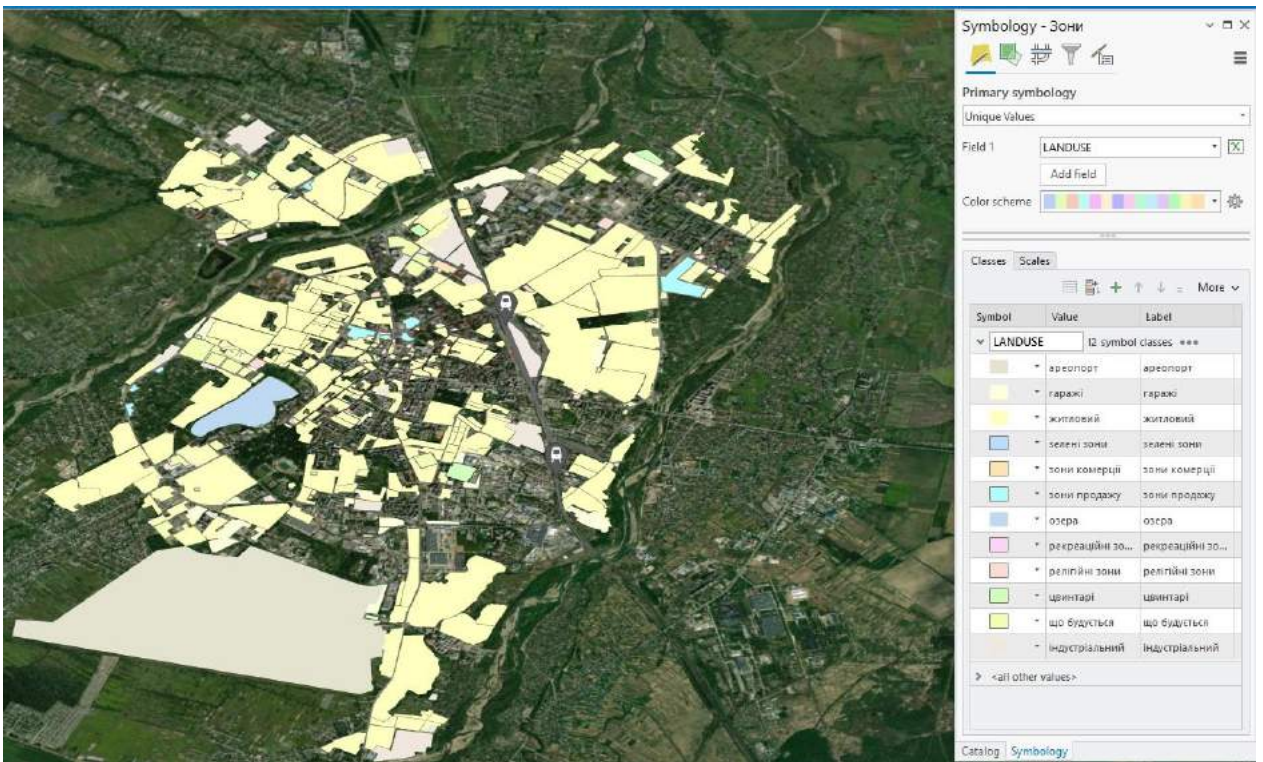 Symbology - Зони
Primary symbology
Unique Values
Field 1 LANDUSE
Add field
Color scheme
Classes Scales
More
Symbol Value Label
LANDUSE 12 symbol classes
ареопорт ареопорт
гаражі гаражі
житловий житловий
зелені зони зелені зони
зони комерції зони комерції
зони продажу зони продажу
озера озера
рекреаційні зо... рекреаційні зо...
релігійні зони релігійні зони
цвинтарі цвинтарі
що будується що будується
індустріальний індустріальний
<all other values>
Catalog Symbology